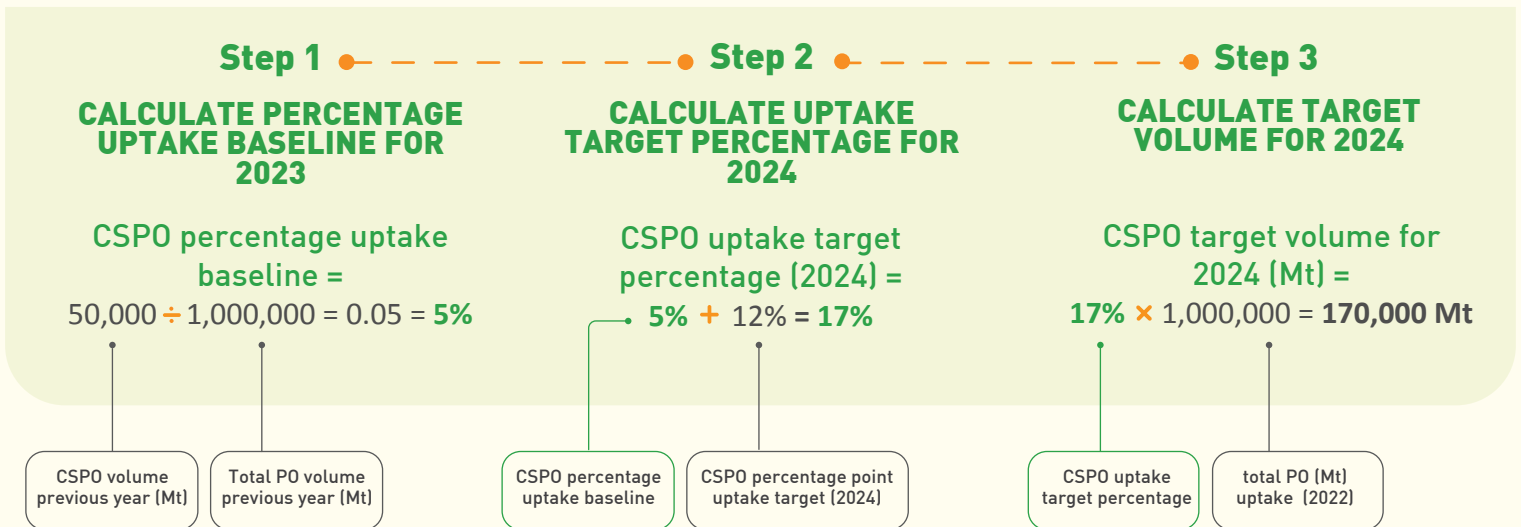 Step 1
Step 2
Step 3
CALCULATE PERCENTAGE
UPTAKE BASELINE FOR
2023
CALCULATE UPTAKE
TARGET PERCENTAGE FOR
2024
CALCULATE TARGET
VOLUME FOR 2024
CSPO percentage uptake
baseline =
50,000 ÷ 1,000,000 = 0.05 = 5%
CSPO uptake target
percentage (2024) =
5% + 12% = 17%
CSPO target volume for
2024 (Mt) =
17% × 1,000,000 = 170,000 Mt
CSPO volume
previous year (Mt)
Total PO volume
previous year (Mt)
CSPO percentage
uptake baseline
CSPO percentage point
uptake target (2024)
CSPO uptake
target percentage
total PO (Mt)
uptake (2022)